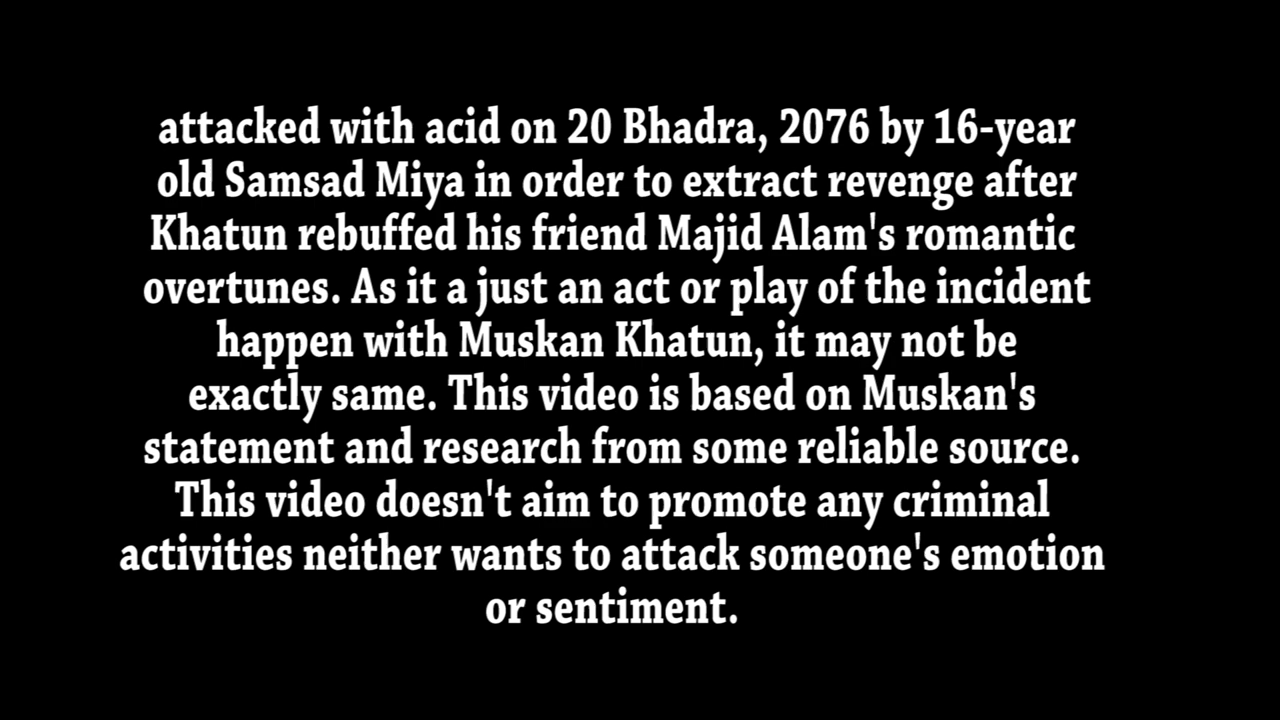 attacked with acid on 20 Bhadra, 2076 by 16-year
old Samsad Miya in order to extract revenge after
Khatun rebuffed his friend Majid Alam's romantic
overtunes. As it a just an act or play of the incident
happen with Muskan Khatun, it may not be
exactly same. This video is based on Muskan's
statement and research from some reliable source.
This video doesn't aim to promote any criminal
activities neither wants to attack someone's emotion
or sentiment.